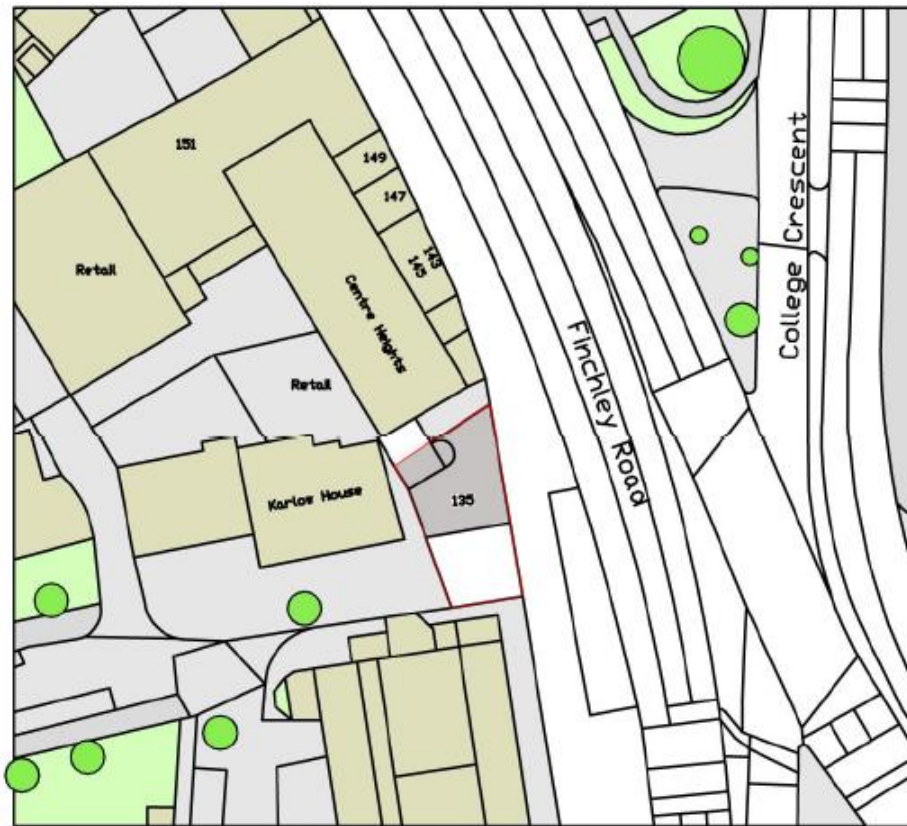 151
149
147
143
145
Retail
Centre Heights
College Crescent
Finchley Road
Retail
Karlos House
135